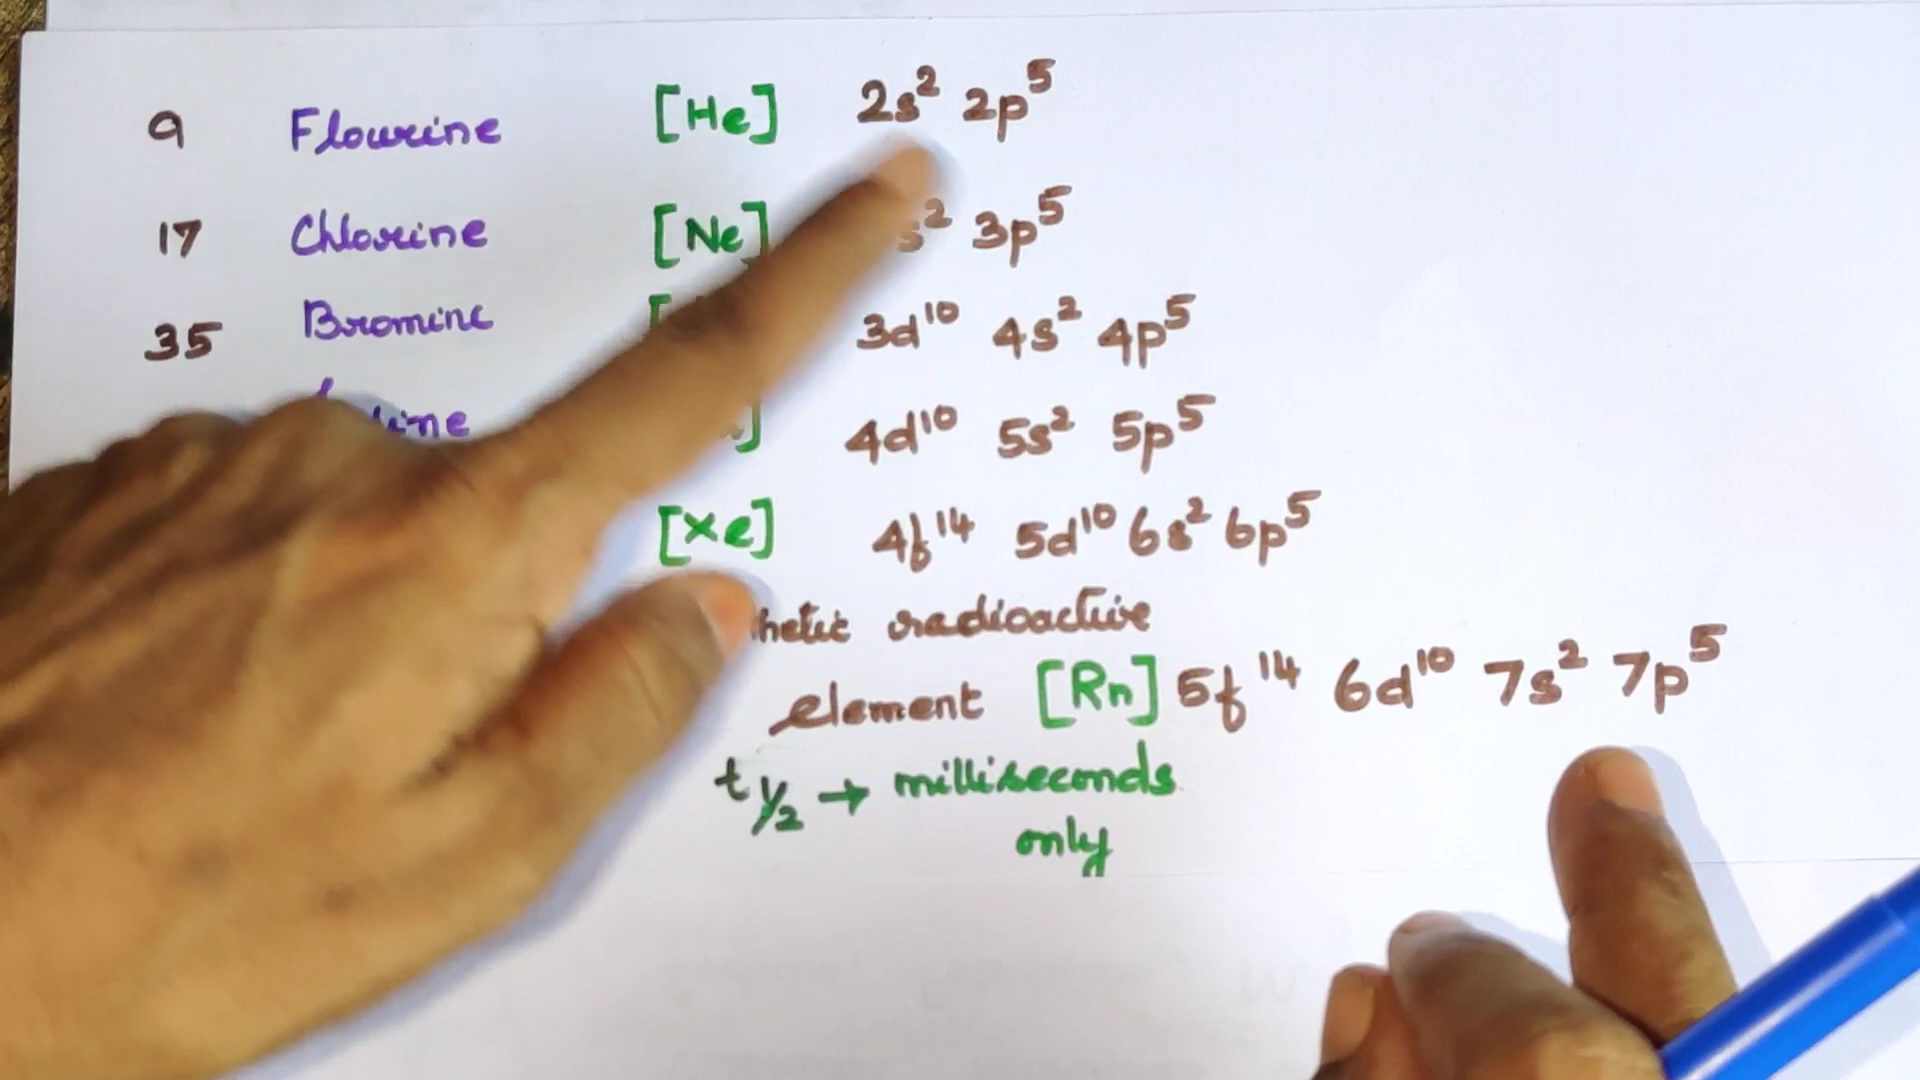 9 Flourine [He] 2s² 2p⁵
17 Chlorine [Ne] s² 3p⁵
35 Bromine 3d¹⁰ 4s² 4p⁵
4d¹⁰ 5s² 5p⁵
[Xe] 4f¹⁴ 5d¹⁰ 6s² 6p⁵
radioactive
element [Rn] 5f¹⁴ 6d¹⁰ 7s² 7p⁵
t½ → milliseconds
only